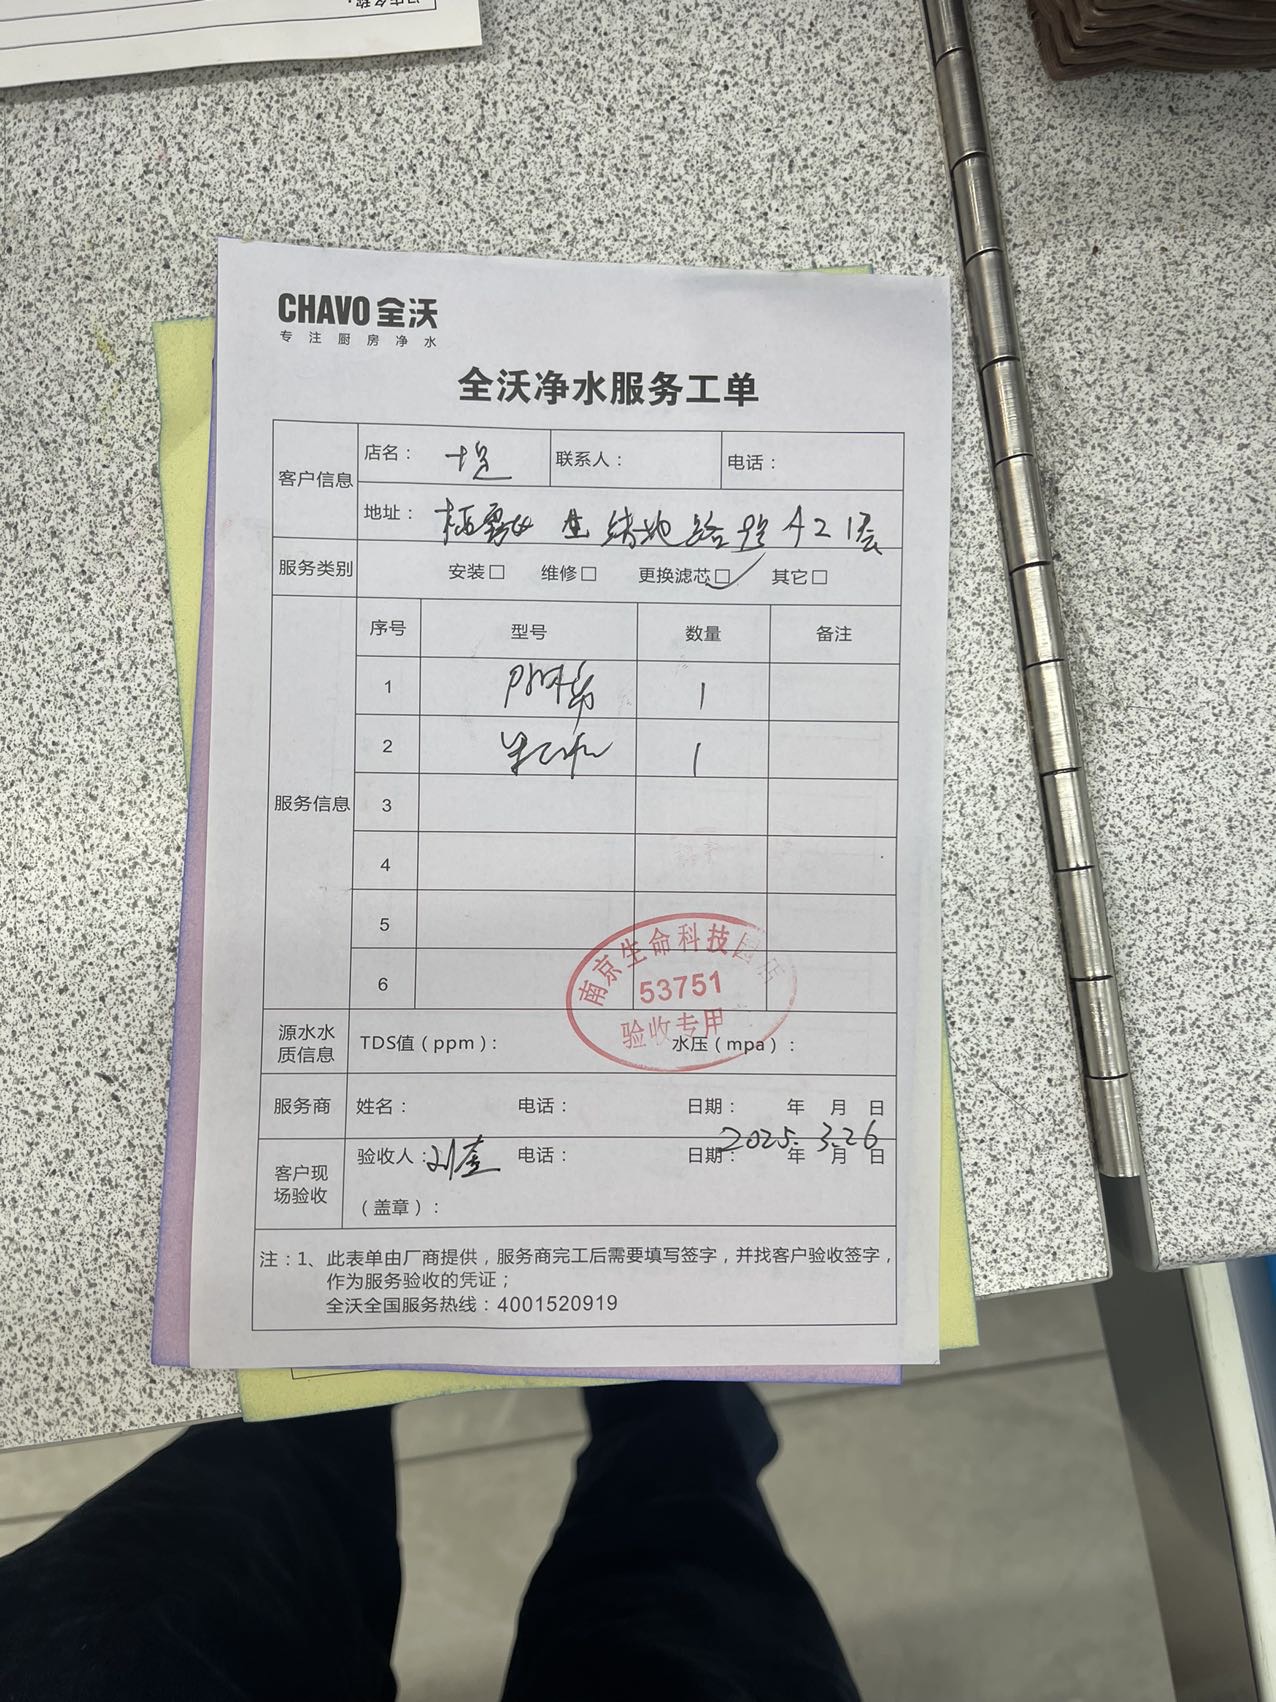 CHAVO 全沃
专注厨房净水
全沃净水服务工单
客户信息
店名：
联系人：
电话：
地址： A2 1层
服务类别
安装□ 维修□ 更换滤芯□ 其它□
服务信息
序号 型号 数量 备注
1 1
2 1
3
4
5
6
南京生命科技园店
53751
验收专用
源水水质信息
TDS值（ppm）： 水压（mpa）：
服务商
姓名： 电话： 日期： 年 月 日
客户现场验收
验收人：刘奎 电话： 日期： 年 月 日
2025.3.26
（盖章）：
注：1、此表单由厂商提供，服务商完工后需要填写签字，并找客户验收签字，
作为服务验收的凭证；
全沃全国服务热线：4001520919